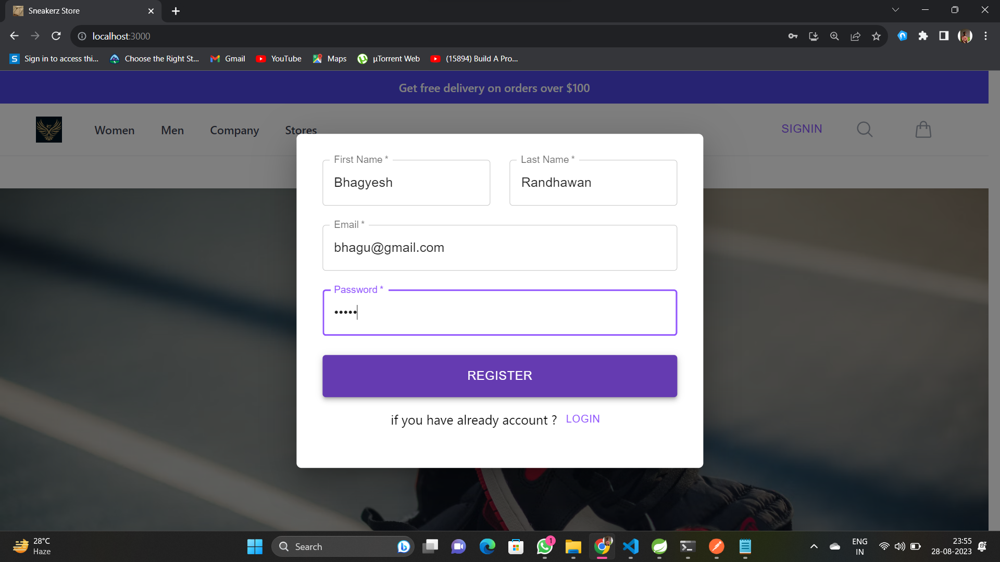 Sneakerz Store
localhost:3000
Sign in to access thi...
Choose the Right St...
Gmail
YouTube
Maps
µTorrent Web
(15894) Build A Pro...
Get free delivery on orders over $100
Women
Men
Company
Stores
SIGNIN
First Name *
Last Name *
Bhagyesh
Randhawan
Email *
bhagu@gmail.com
Password *
•••••
REGISTER
if you have already account ? LOGIN
28°C
Haze
Search
1
ENG
IN
23:55
28-08-2023